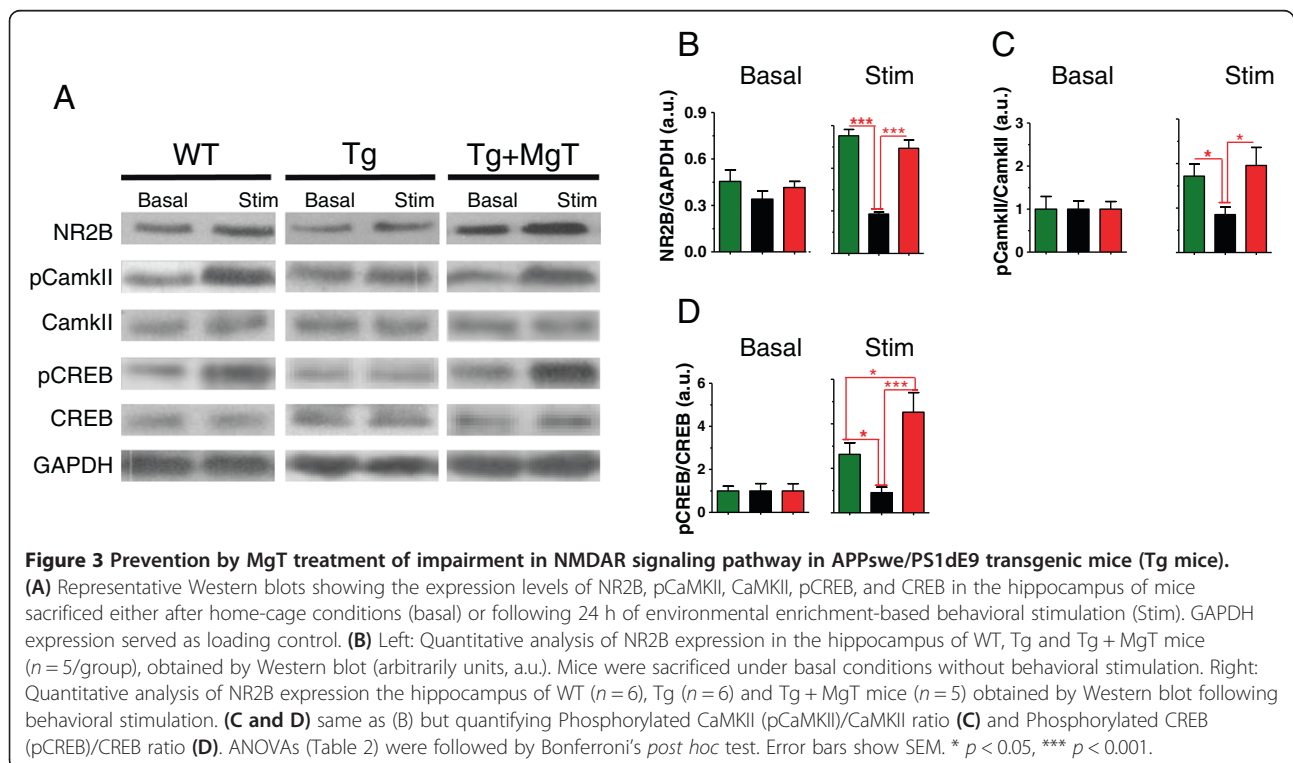 A
WT Tg Tg+MgT
Basal Stim Basal Stim Basal Stim
NR2B
pCamkII
CamkII
pCREB
CREB
GAPDH
B
Basal Stim
NR2B/GAPDH (a.u.)
0.9
0.6
0.3
0.0
*** ***
C
Basal Stim
pCamkII/CamkII (a.u.)
3
2
1
0
* *
D
Basal Stim
pCREB/CREB (a.u.)
6
4
2
0
*
***
*
Figure 3 Prevention by MgT treatment of impairment in NMDAR signaling pathway in APPswe/PS1dE9 transgenic mice (Tg mice).
(A) Representative Western blots showing the expression levels of NR2B, pCaMKII, CaMKII, pCREB, and CREB in the hippocampus of mice
sacrificed either after home-cage conditions (basal) or following 24 h of environmental enrichment-based behavioral stimulation (Stim). GAPDH
expression served as loading control. (B) Left: Quantitative analysis of NR2B expression in the hippocampus of WT, Tg and Tg + MgT mice
(n = 5/group), obtained by Western blot (arbitrarily units, a.u.). Mice were sacrificed under basal conditions without behavioral stimulation. Right:
Quantitative analysis of NR2B expression the hippocampus of WT (n = 6), Tg (n = 6) and Tg + MgT mice (n = 5) obtained by Western blot following
behavioral stimulation. (C and D) same as (B) but quantifying Phosphorylated CaMKII (pCaMKII)/CaMKII ratio (C) and Phosphorylated CREB
(pCREB)/CREB ratio (D). ANOVAs (Table 2) were followed by Bonferroni's post hoc test. Error bars show SEM. * p < 0.05, *** p < 0.001.